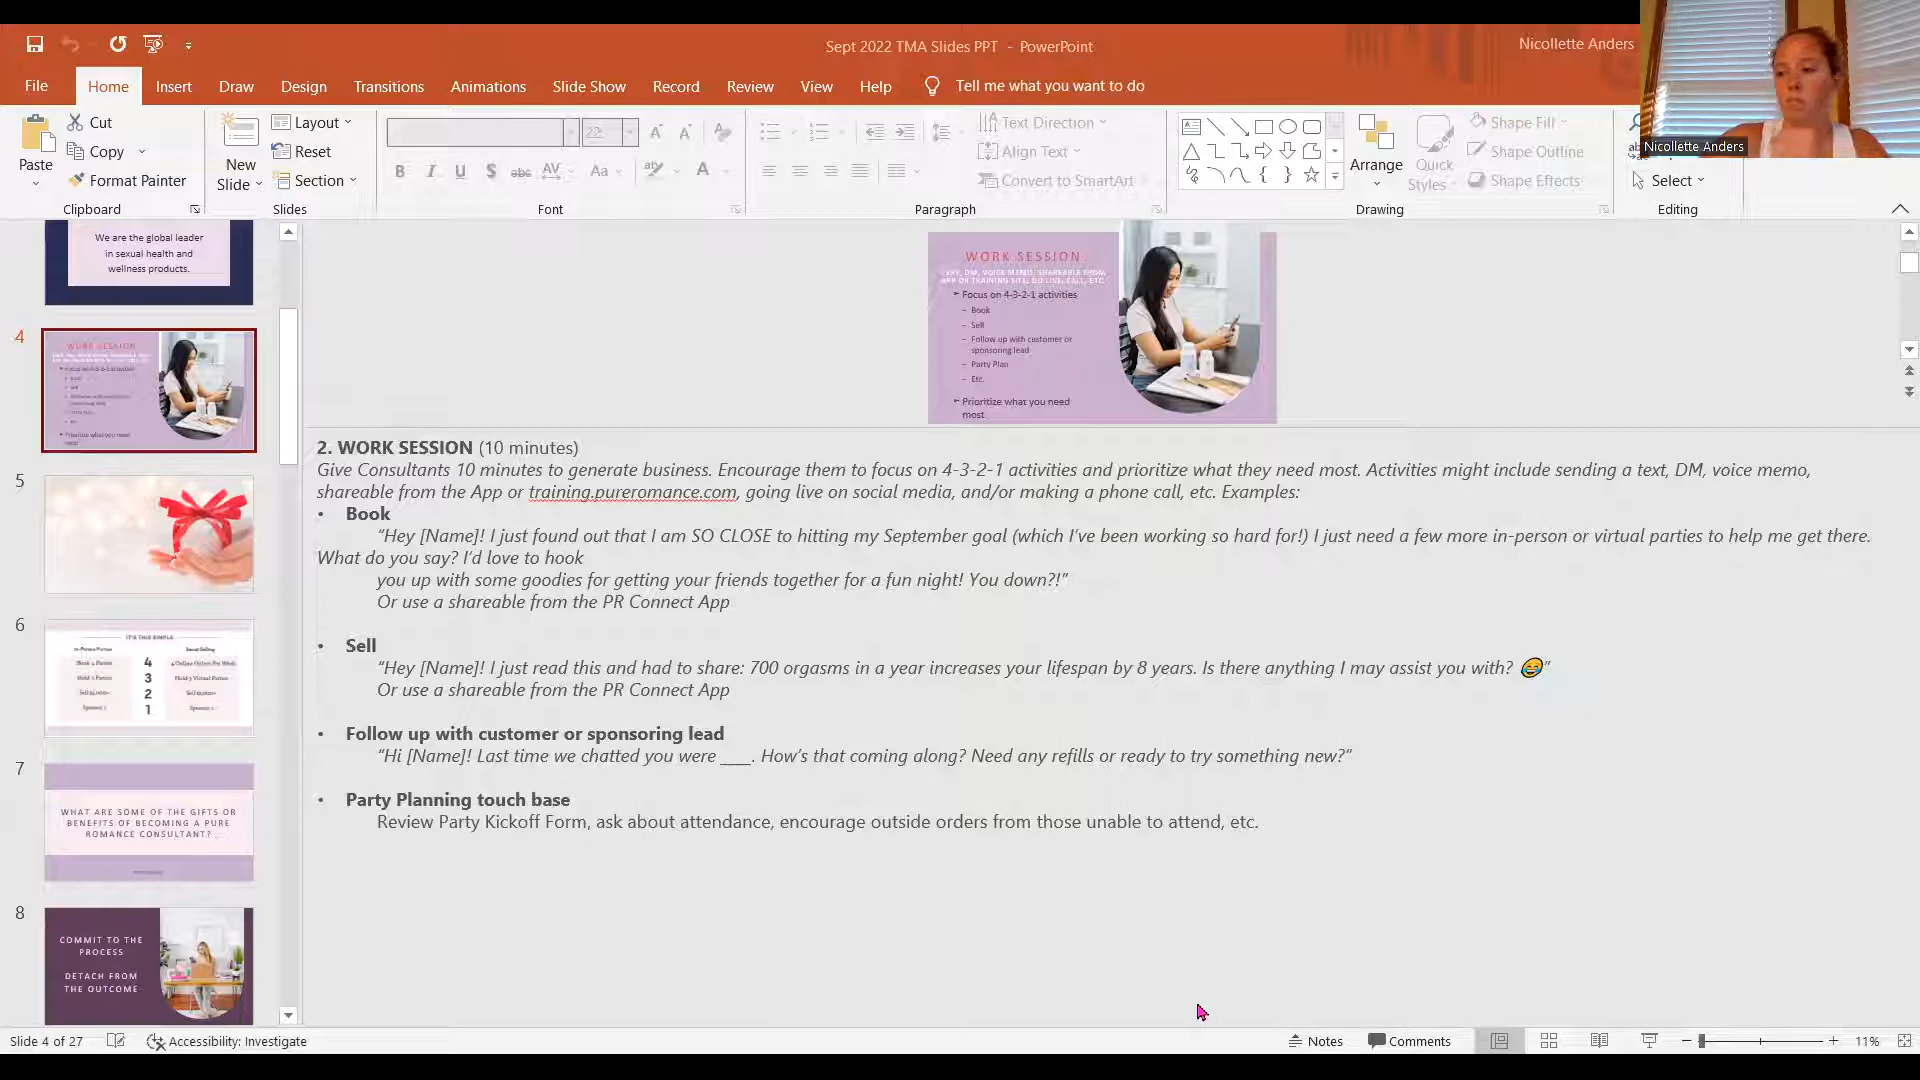 Sept 2022 TMA Slides PPT - PowerPoint
Nicollette Anders
File Home Insert Draw Design Transitions Animations Slide Show Record Review View Help Tell me what you want to do
Paste
Cut
Copy
Format Painter
Clipboard
New Slide
Layout
Reset
Section
Slides
22
B I U S abc AV Aa A
Font
Text Direction
Align Text
Convert to SmartArt
Paragraph
Arrange
Quick Styles
Shape Fill
Shape Outline
Shape Effects
Drawing
Select
Editing
Nicollette Anders
We are the global leader
in sexual health and
wellness products.
4
WORK SESSION
5
6
IT'S THIS SIMPLE
4
3
2
1
7
WHAT ARE SOME OF THE GIFTS OR
BENEFITS OF BECOMING A PURE
ROMANCE CONSULTANT?
8
COMMIT TO THE
PROCESS
DETACH FROM
THE OUTCOME
WORK SESSION
Focus on 4-3-2-1 activities
– Book
– Sell
– Follow up with customer or
sponsoring lead
– Party Plan
– Etc.
Prioritize what you need
most
2. WORK SESSION (10 minutes)
Give Consultants 10 minutes to generate business. Encourage them to focus on 4-3-2-1 activities and prioritize what they need most. Activities might include sending a text, DM, voice memo,
shareable from the App or training.pureromance.com, going live on social media, and/or making a phone call, etc. Examples:
• Book
“Hey [Name]! I just found out that I am SO CLOSE to hitting my September goal (which I’ve been working so hard for!) I just need a few more in-person or virtual parties to help me get there.
What do you say? I’d love to hook
you up with some goodies for getting your friends together for a fun night! You down?!”
Or use a shareable from the PR Connect App
• Sell
“Hey [Name]! I just read this and had to share: 700 orgasms in a year increases your lifespan by 8 years. Is there anything I may assist you with? 😂”
Or use a shareable from the PR Connect App
• Follow up with customer or sponsoring lead
“Hi [Name]! Last time we chatted you were ___. How’s that coming along? Need any refills or ready to try something new?”
• Party Planning touch base
Review Party Kickoff Form, ask about attendance, encourage outside orders from those unable to attend, etc.
Slide 4 of 27
Accessibility: Investigate
Notes
Comments
11%